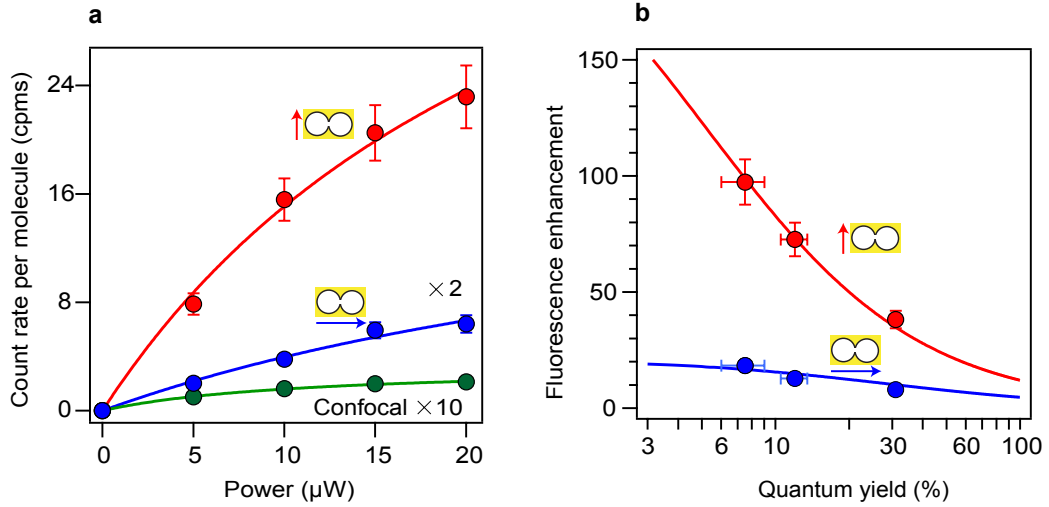 a
Count rate per molecule (cpms)
24
16
8
0
× 2
Confocal × 10
0 5 10 15 20
Power (µW)
b
Fluorescence enhancement
150
100
50
0
3 6 10 30 60 100
Quantum yield (%)